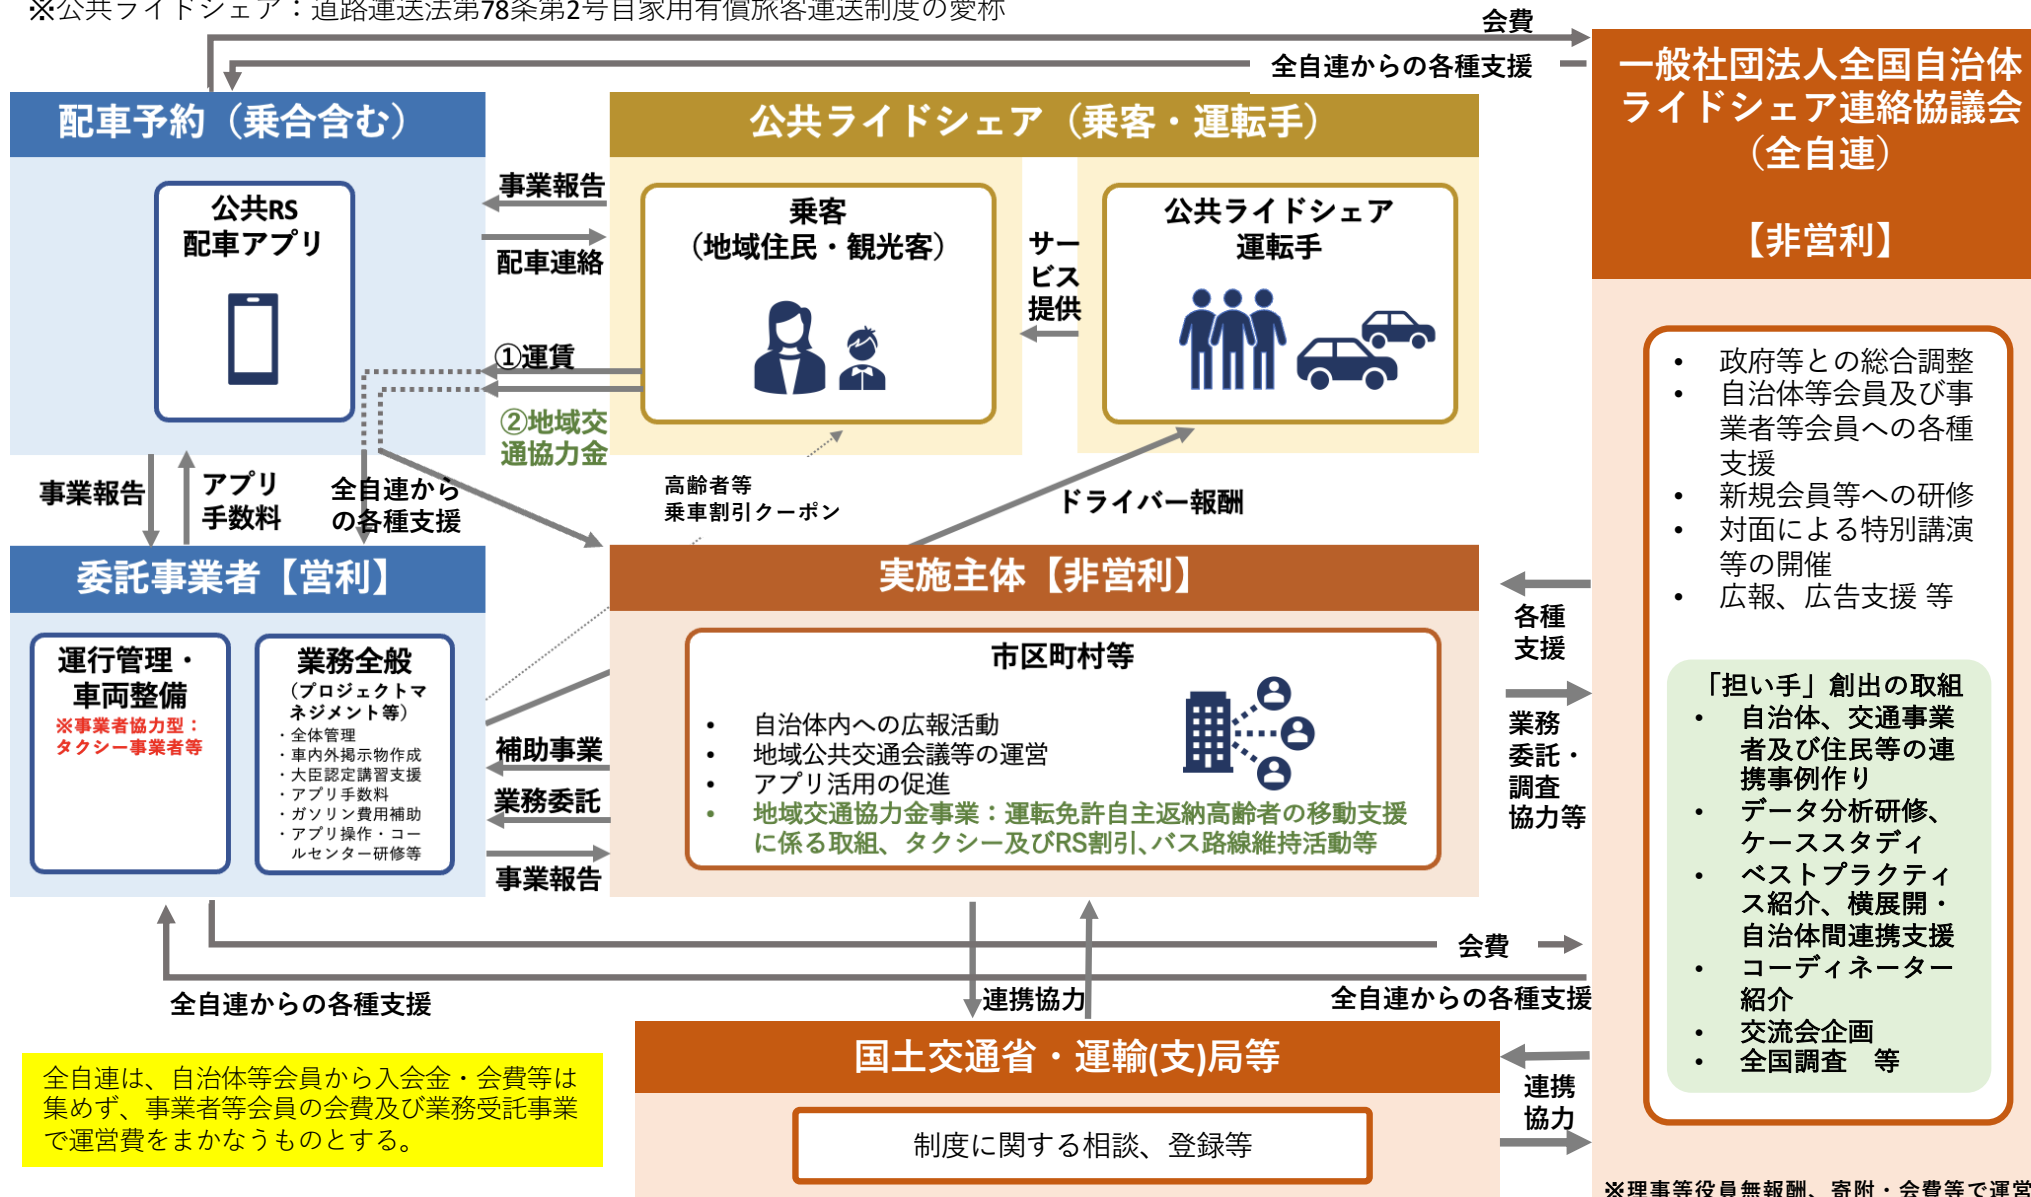 ※公共ライドシェア：道路運送法第78条第2号自家用有償旅客運送制度の愛称
会費
全自連からの各種支援
配車予約（乗合含む）
公共RS
配車アプリ
事業報告
配車連絡
①運賃
②地域交
通協力金
公共ライドシェア（乗客・運転手）
乗客
（地域住民・観光客）
サー
ビス
提供
公共ライドシェア
運転手
事業報告
アプリ
手数料
全自連から
の各種支援
高齢者等
乗車割引クーポン
ドライバー報酬
委託事業者【営利】
運行管理・
車両整備
※事業者協力型：
タクシー事業者等
業務全般
（プロジェクトマ
ネジメント等）
・全体管理
・車内外掲示物作成
・大臣認定講習支援
・アプリ手数料
・ガソリン費用補助
・アプリ操作・コー
ルセンター研修等
補助事業
業務委託
事業報告
実施主体【非営利】
市区町村等
• 自治体内への広報活動
• 地域公共交通会議等の運営
• アプリ活用の促進
• 地域交通協力金事業：運転免許自主返納高齢者の移動支援
に係る取組、タクシー及びRS割引、バス路線維持活動等
各種
支援
業務
委託・
調査
協力等
会費
全自連からの各種支援
連携協力
全自連からの各種支援
国土交通省・運輸(支)局等
制度に関する相談、登録等
連携
協力
全自連は、自治体等会員から入会金・会費等は
集めず、事業者等会員の会費及び業務受託事業
で運営費をまかなうものとする。
一般社団法人全国自治体
ライドシェア連絡協議会
（全自連）
【非営利】
• 政府等との総合調整
• 自治体等会員及び事
業者等会員への各種
支援
• 新規会員等への研修
• 対面による特別講演
等の開催
• 広報、広告支援 等
「担い手」創出の取組
• 自治体、交通事業
者及び住民等の連
携事例作り
• データ分析研修、
ケーススタディ
• ベストプラクティ
ス紹介、横展開・
自治体間連携支援
• コーディネーター
紹介
• 交流会企画
• 全国調査　等
※理事等役員無報酬、寄附・会費等で運営